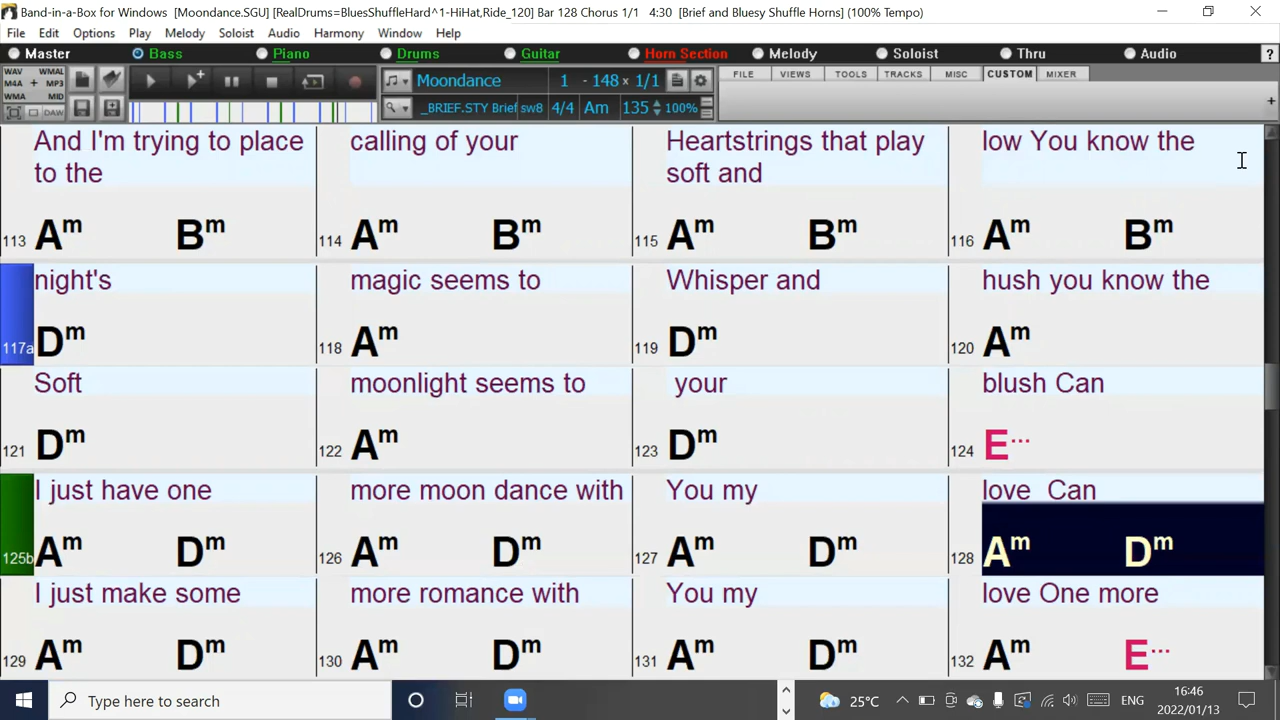 Band-in-a-Box for Windows [Moondance.SGU] [RealDrums=BluesShuffleHard^1-HiHat,Ride_120] Bar 128 Chorus 1/1 4:30 [Brief and Bluesy Shuffle Horns] (100% Tempo)
File Edit Options Play Melody Soloist Audio Harmony Window Help
Master Bass Piano Drums Guitar Horn Section Melody Soloist Thru Audio ?
WAV WMAL
M4A + MP3
WMA MID
DAW
Moondance 1 - 148 x 1/1
_BRIEF.STY Brief sw8 4/4 Am 135 100%
FILE VIEWS TOOLS TRACKS MISC CUSTOM MIXER
+
And I'm trying to place calling of your Heartstrings that play low You know the
to the soft and
113 Am Bm 114 Am Bm 115 Am Bm 116 Am Bm
night's magic seems to Whisper and hush you know the
117a Dm 118 Am 119 Dm 120 Am
Soft moonlight seems to your blush Can
121 Dm 122 Am 123 Dm 124 E...
I just have one more moon dance with You my love Can
125b Am Dm 126 Am Dm 127 Am Dm 128 Am Dm
I just make some more romance with You my love One more
129 Am Dm 130 Am Dm 131 Am Dm 132 Am E...
Type here to search 25°C ENG 16:46
2022/01/13